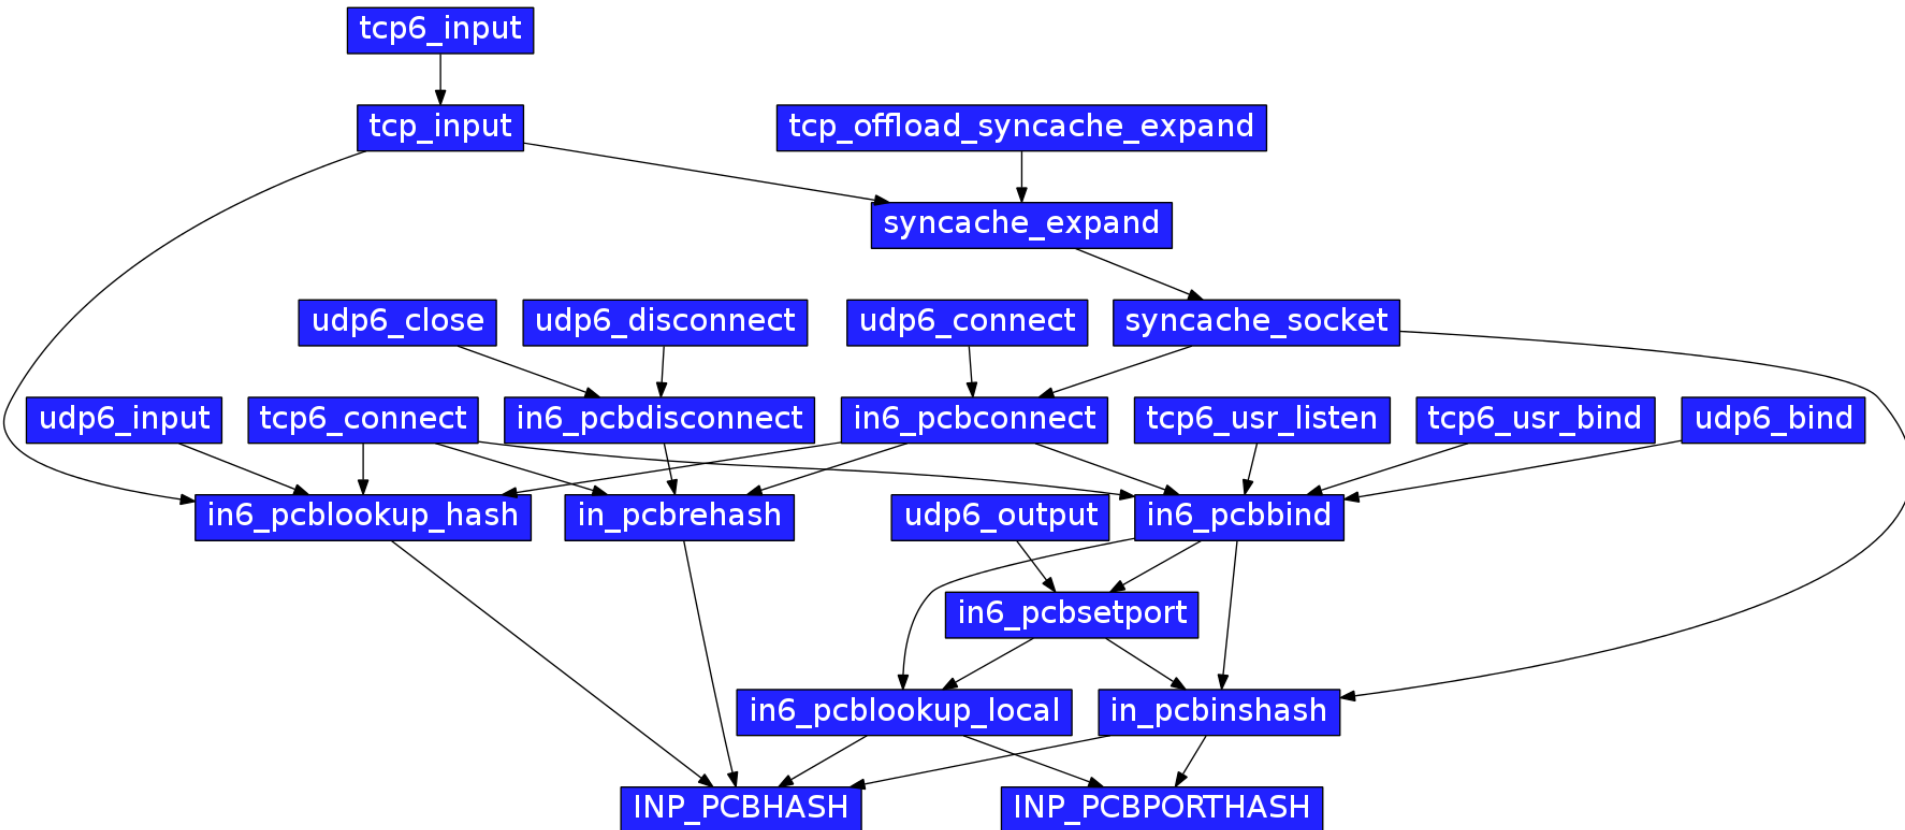 tcp6_input
tcp_input
tcp_offload_syncache_expand
syncache_expand
udp6_close
udp6_disconnect
udp6_connect
syncache_socket
udp6_input
tcp6_connect
in6_pcbdisconnect
in6_pcbconnect
tcp6_usr_listen
tcp6_usr_bind
udp6_bind
in6_pcblookup_hash
in_pcbrehash
udp6_output
in6_pcbbind
in6_pcbsetport
in6_pcblookup_local
in_pcbinshash
INP_PCBHASH
INP_PCBPORTHASH